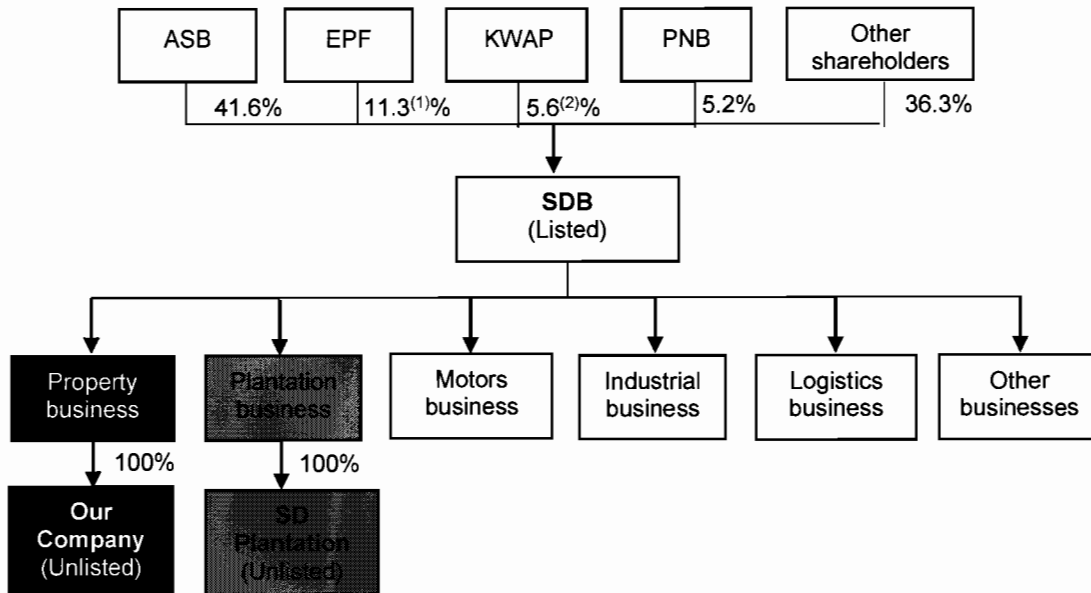 ASB
EPF
KWAP
PNB
Other
shareholders
41.6%
11.3(1)%
5.6(2)%
5.2%
36.3%
SDB
(Listed)
Property
business
Plantation
business
Motors
business
Industrial
business
Logistics
business
Other
businesses
100%
100%
Our
Company
(Unlisted)
SD
Plantation
(Unlisted)